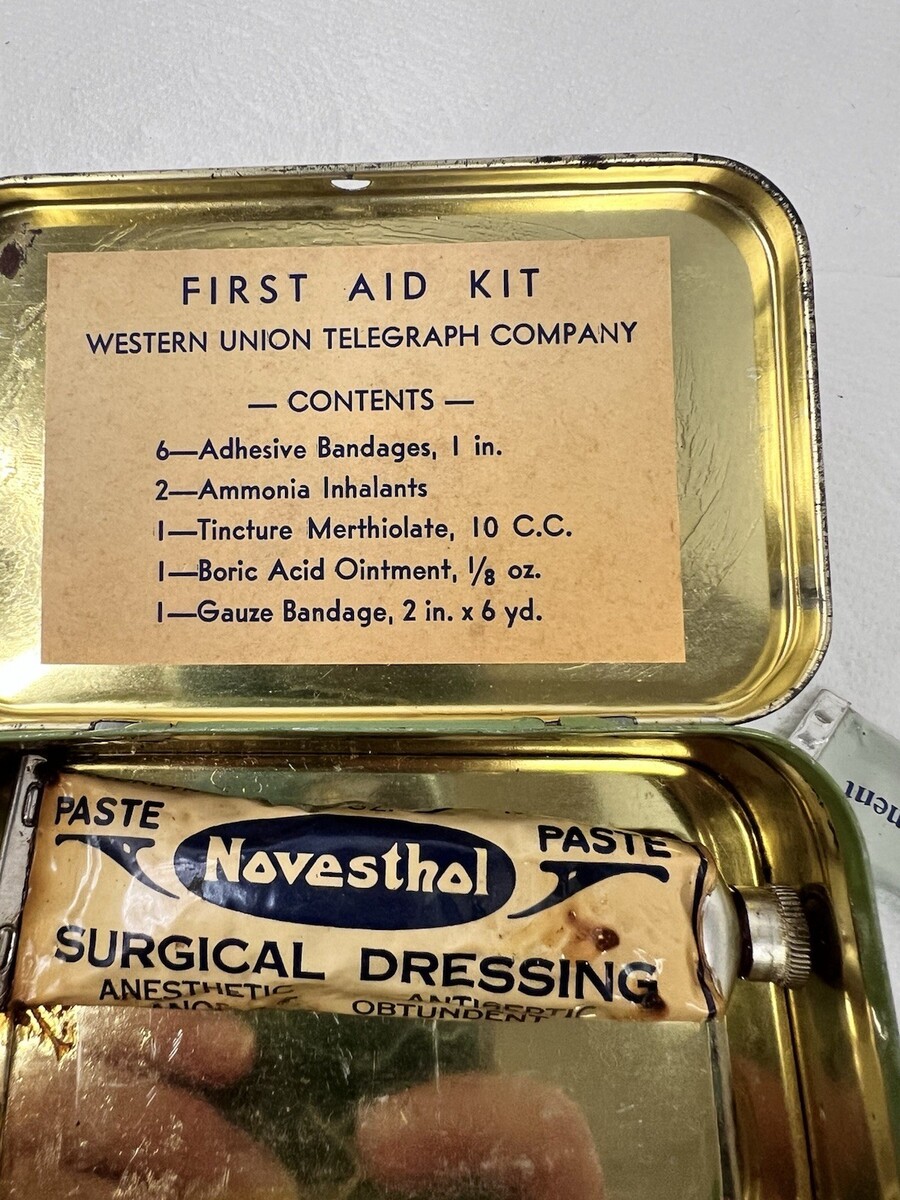 FIRST AID KIT
WESTERN UNION TELEGRAPH COMPANY
— CONTENTS —
6—Adhesive Bandages, 1 in.
2—Ammonia Inhalants
1—Tincture Merthiolate, 10 C.C.
1—Boric Acid Ointment, 1/8 oz.
1—Gauze Bandage, 2 in. x 6 yd.
PASTE Novesthol PASTE
SURGICAL DRESSING
ANESTHETIC ANTISEPTIC
OBTUNDENT